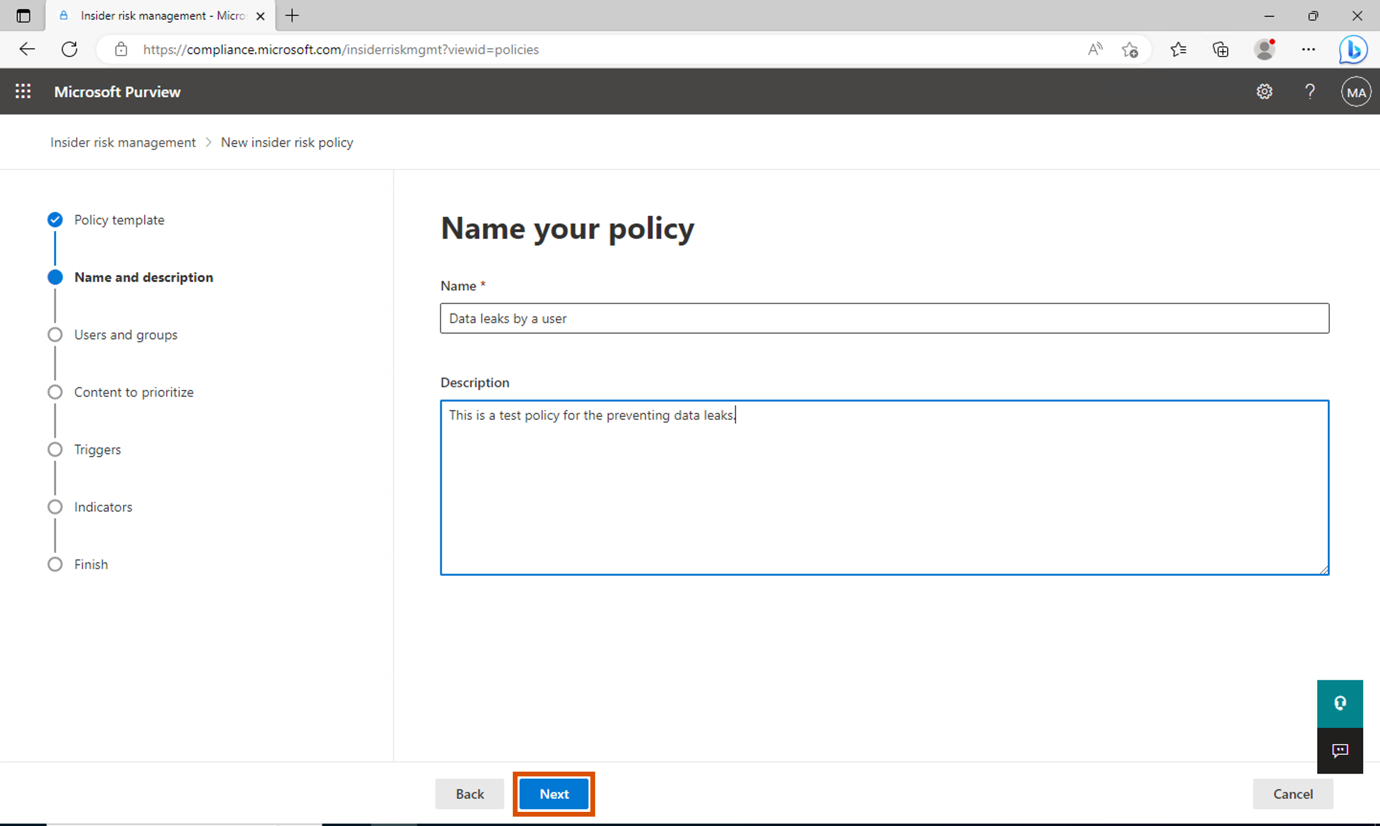 Insider risk management - Micro
https://compliance.microsoft.com/insiderriskmgmt?viewid=policies
Microsoft Purview
?
MA
Insider risk management > New insider risk policy
Policy template
Name and description
Users and groups
Content to prioritize
Triggers
Indicators
Finish
Name your policy
Name *
Data leaks by a user
Description
This is a test policy for the preventing data leaks.
Back
Next
Cancel